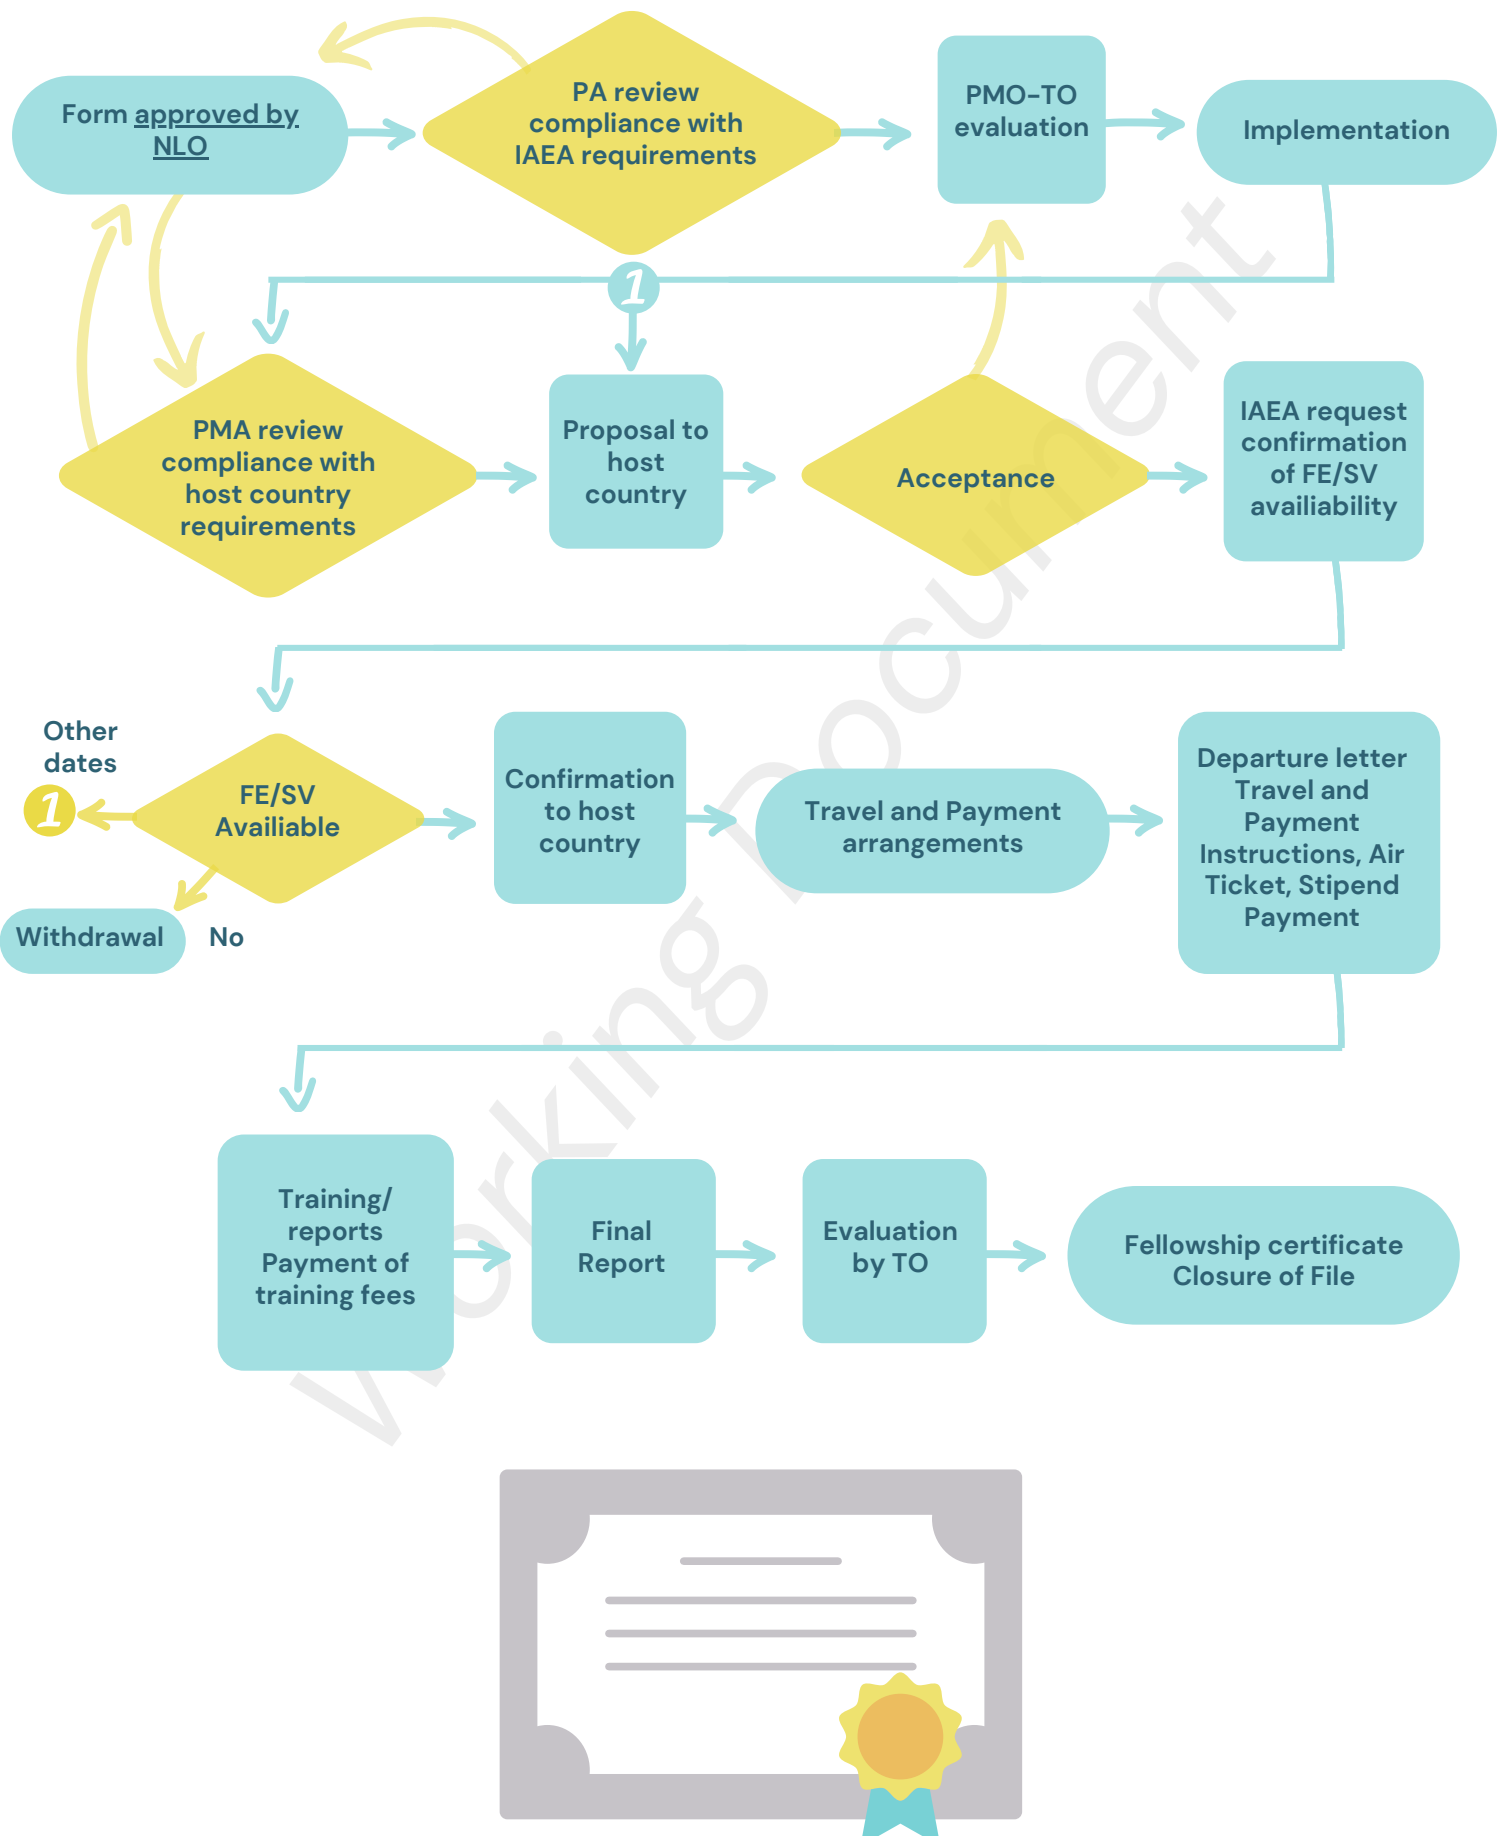 Form approved by
NLO
PA review
compliance with
IAEA requirements
PMO-TO
evaluation
Implementation
1
PMA review
compliance with
host country
requirements
Proposal to
host
country
Acceptance
IAEA request
confirmation
of FE/SV
availiability
Other
dates
1
FE/SV
Availiable
Withdrawal
No
Confirmation
to host
country
Travel and Payment
arrangements
Departure letter
Travel and
Payment
Instructions, Air
Ticket, Stipend
Payment
Training/
reports
Payment of
training fees
Final
Report
Evaluation
by TO
Fellowship certificate
Closure of File
Working Document